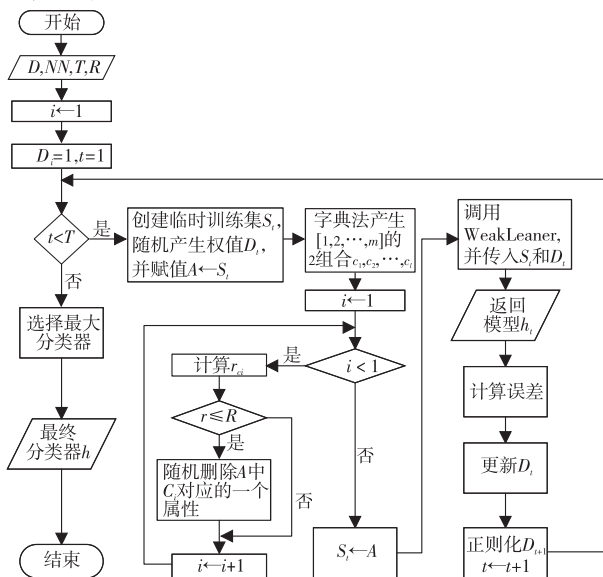 开始
D,NN,T,R
i←1
D_i=1,t=1
t<T
是
否
选择最大
分类器
最终
分类器h
结束
创建临时训练集S_t,
随机产生权值D_t,
并赋值A←S_t
字典法产生
[1,2,⋯,m]的
2组合c_1,c_2,⋯,c_l
i←1
i<1
是
否
计算r_ci
r≤R
是
否
随机删除A中
C_i对应的一个
属性
i←i+1
S_t←A
调用
WeakLeaner,
并传入S_t和D_t
返回
模型h_t
计算误差
更新D_t
正则化D_{t+1}
t←t+1